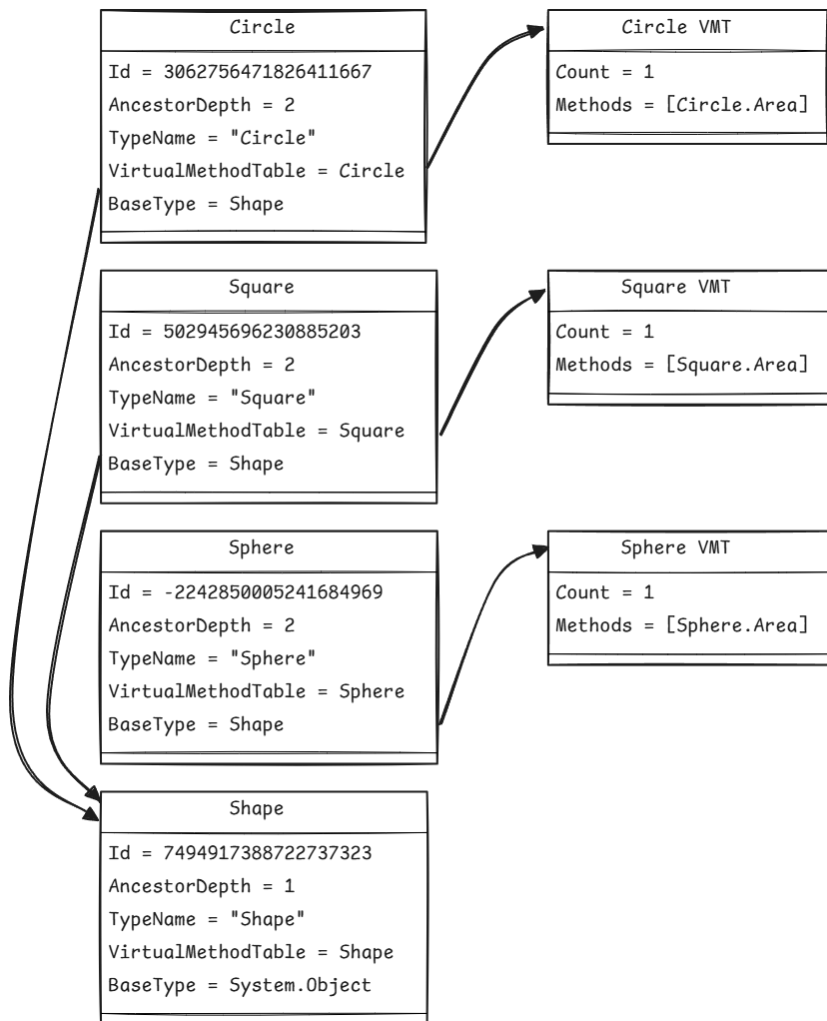 Circle
Id = 3062756471826411667
AncestorDepth = 2
TypeName = "Circle"
VirtualMethodTable = Circle
BaseType = Shape
Circle VMT
Count = 1
Methods = [Circle.Area]
Square
Id = 502945696230885203
AncestorDepth = 2
TypeName = "Square"
VirtualMethodTable = Square
BaseType = Shape
Square VMT
Count = 1
Methods = [Square.Area]
Sphere
Id = -2242850005241684969
AncestorDepth = 2
TypeName = "Sphere"
VirtualMethodTable = Sphere
BaseType = Shape
Sphere VMT
Count = 1
Methods = [Sphere.Area]
Shape
Id = 7494917388722737323
AncestorDepth = 1
TypeName = "Shape"
VirtualMethodTable = Shape
BaseType = System.Object